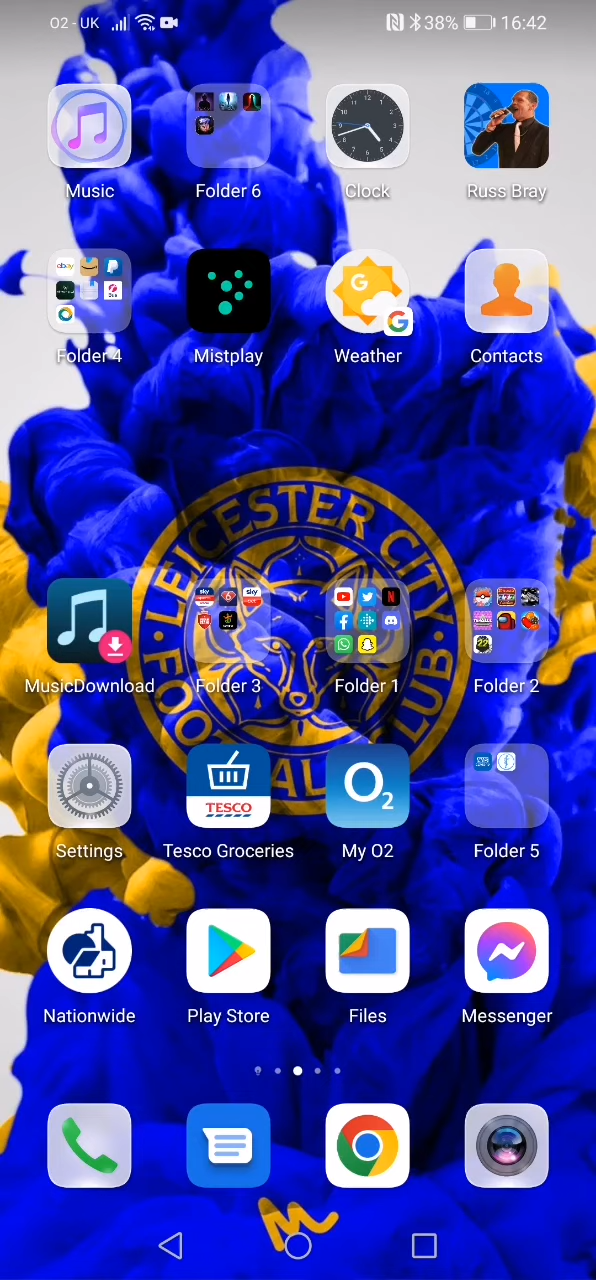 O2 - UK 38% 16:42
Music Folder 6 Clock Russ Bray
ebay
Folder 4 Mistplay Weather Contacts
LEICESTER CITY
FOOTBALL CLUB
MusicDownload Folder 3 Folder 1 Folder 2
TESCO
O2
Settings Tesco Groceries My O2 Folder 5
Nationwide Play Store Files Messenger